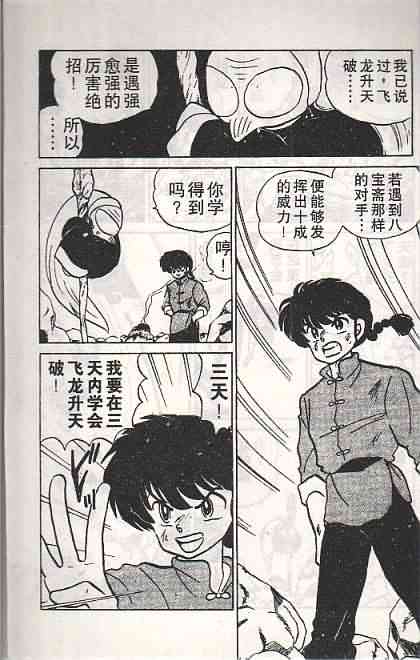 我已说
过，飞
龙升天
破……
是遇强
愈强的
厉害绝
招！
所以
……
若遇到八
宝斋那样
的对手…
便能够发
挥出十成
的威力！
你学
得到
吗？
哼！
三天！
我要在三
天内学会
飞龙升天
破！